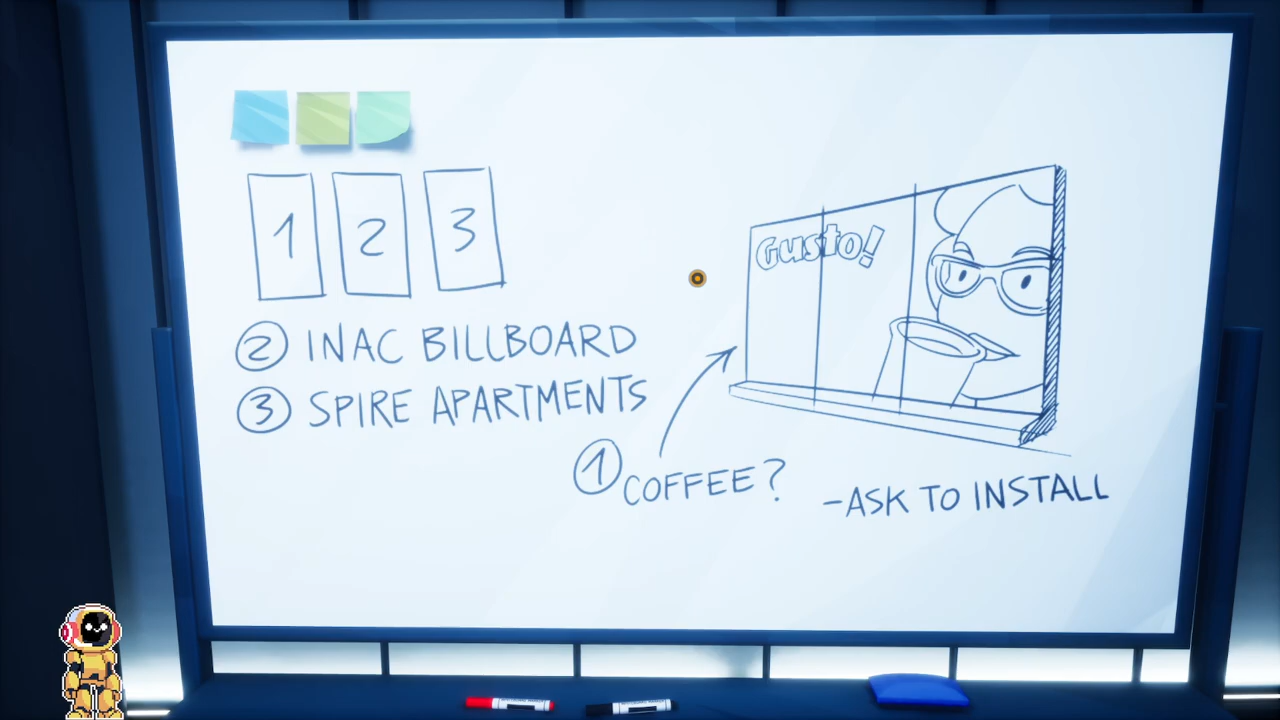 1 2 3
② INAC BILLBOARD
③ SPIRE APARTMENTS
Gusto!
① COFFEE?
-ASK TO INSTALL